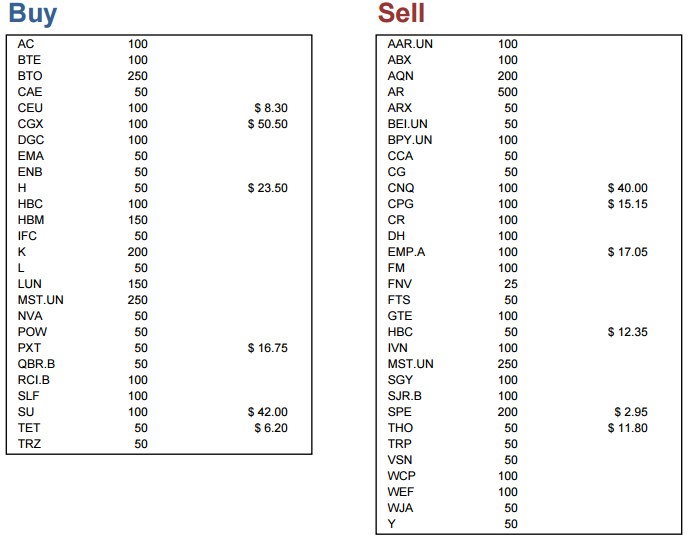 Buy
AC 100
BTE 100
BTO 250
CAE 50
CEU 100 $ 8.30
CGX 100 $ 50.50
DGC 100
EMA 50
ENB 50
H 50 $ 23.50
HBC 100
HBM 150
IFC 50
K 200
L 50
LUN 150
MST.UN 250
NVA 50
POW 50
PXT 50 $ 16.75
QBR.B 50
RCI.B 100
SLF 100
SU 100 $ 42.00
TET 50 $ 6.20
TRZ 50
Sell
AAR.UN 100
ABX 100
AQN 200
AR 500
ARX 50
BEI.UN 50
BPY.UN 100
CCA 50
CG 50
CNQ 100 $ 40.00
CPG 100 $ 15.15
CR 100
DH 100
EMP.A 100 $ 17.05
FM 100
FNV 25
FTS 50
GTE 100
HBC 50 $ 12.35
IVN 100
MST.UN 250
SGY 100
SJR.B 100
SPE 200 $ 2.95
THO 50 $ 11.80
TRP 50
VSN 50
WCP 100
WEF 100
WJA 50
Y 50